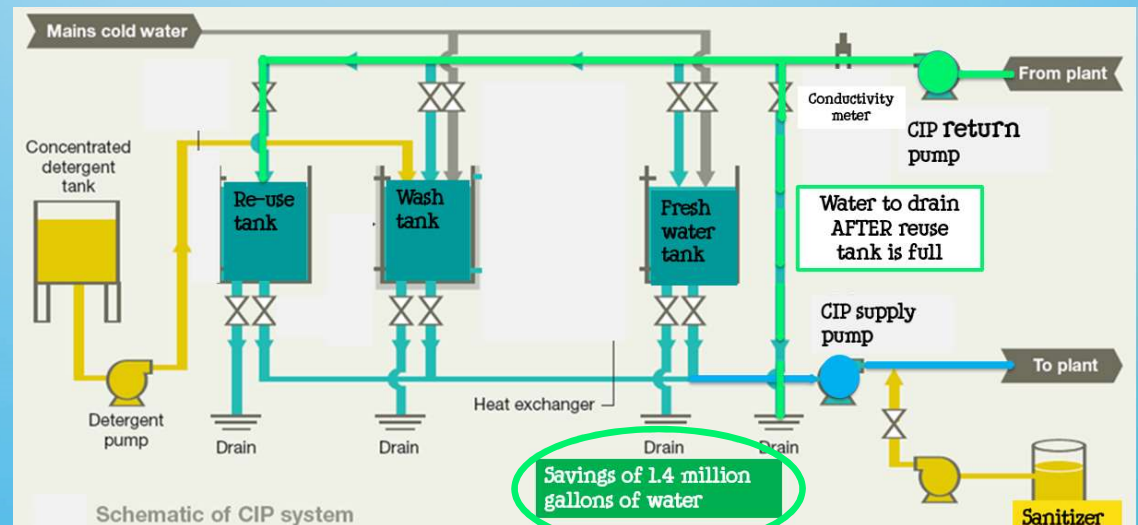 Mains cold water
From plant
Conductivity
meter
CIP return
pump
Concentrated
detergent
tank
Re-use
tank
Wash
tank
Fresh
water
tank
Water to drain
AFTER reuse
tank is full
CIP supply
pump
To plant
Heat exchanger
Detergent
pump
Drain
Drain
Drain
Drain
Savings of 1.4 million
gallons of water
Sanitizer
Schematic of CIP system